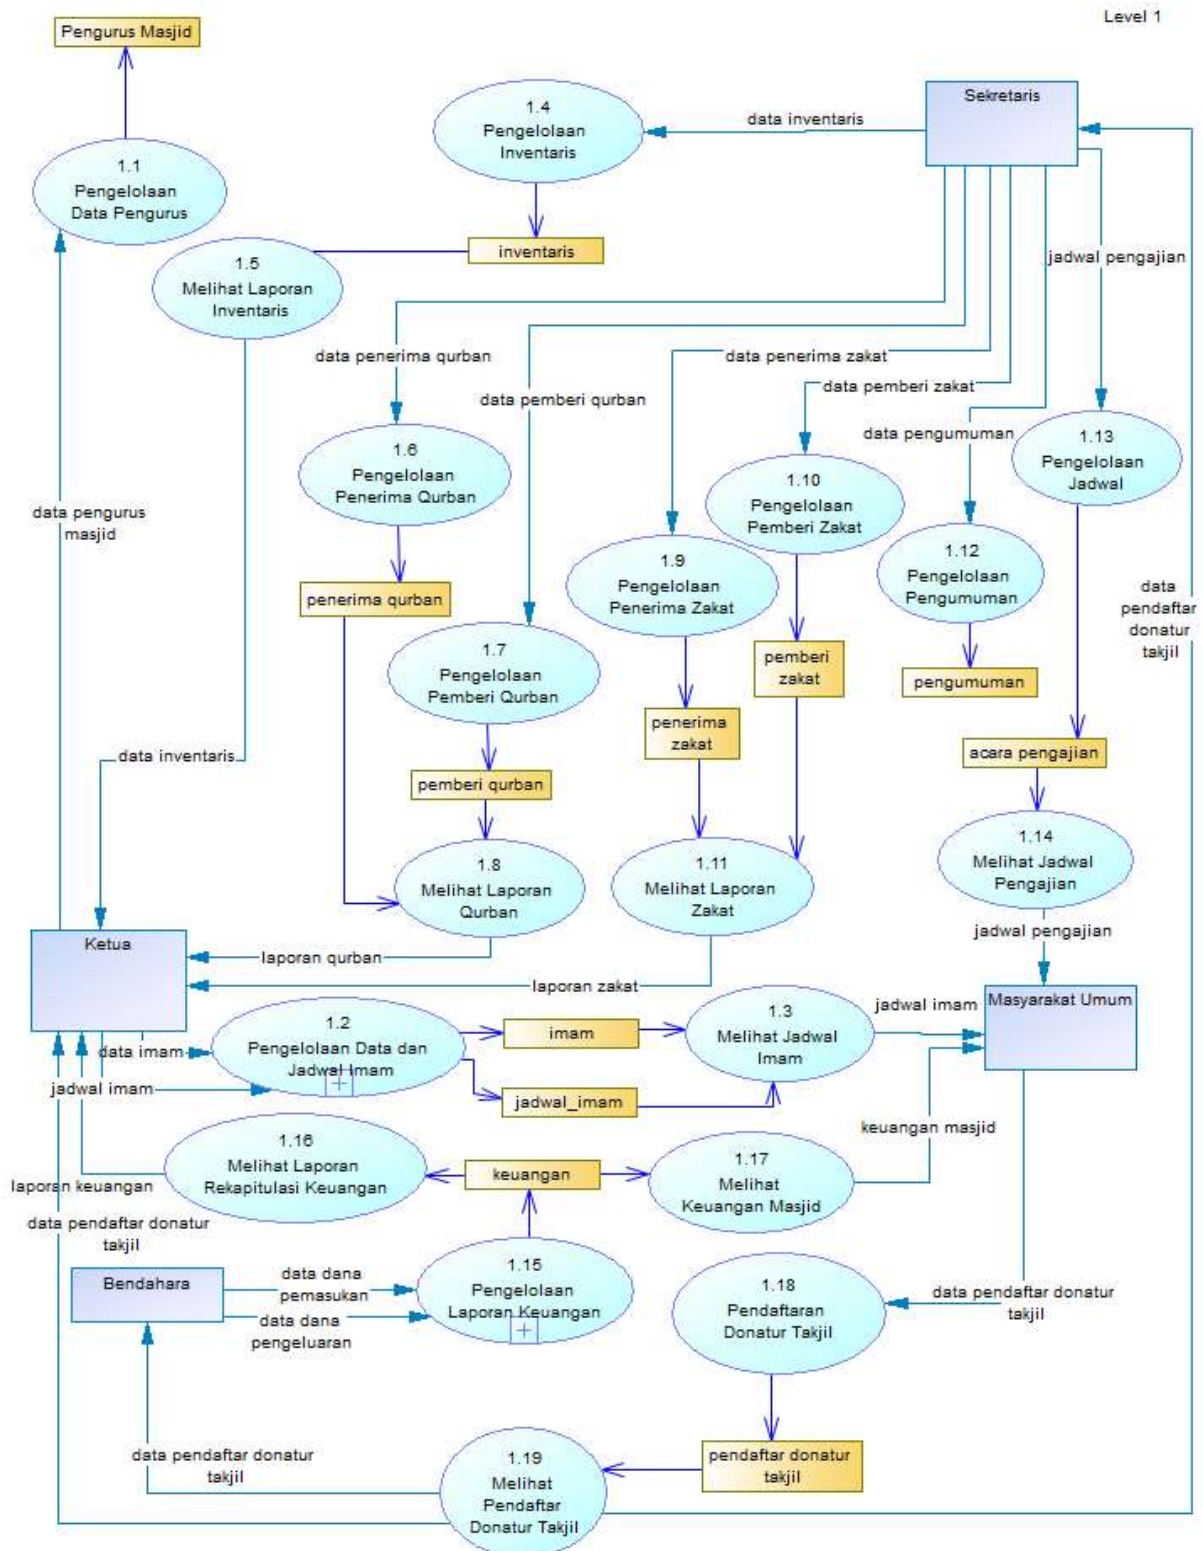 Level 1
Pengurus Masjid
Sekretaris
1.4
Pengelolaan
Inventaris
data inventaris
1.1
Pengelolaan
Data Pengurus
inventaris
jadwal pengajian
1.5
Melihat Laporan
Inventaris
data penerima qurban
data penerima zakat
data pemberi zakat
data pemberi qurban
data pengumuman
1.13
Pengelolaan
Jadwal
1.6
Pengelolaan
Penerima Qurban
1.10
Pengelolaan
Pemberi Zakat
data pengurus
masjid
1.12
Pengelolaan
Pengumuman
1.9
Pengelolaan
Penerima Zakat
data
pendaftar
donatur
takjil
penerima qurban
1.7
Pengelolaan
Pemberi Qurban
pemberi
zakat
pengumuman
penerima
zakat
data inventaris
acara pengajian
pemberi qurban
1.14
Melihat Jadwal
Pengajian
1.8
Melihat Laporan
Qurban
1.11
Melihat Laporan
Zakat
jadwal pengajian
Ketua
laporan qurban
laporan zakat
Masyarakat Umum
1.2
Pengelolaan Data dan
Jadwal Imam
imam
1.3
Melihat Jadwal
Imam
jadwal imam
data imam
jadwal imam
jadwal_imam
keuangan masjid
1.16
Melihat Laporan
Rekapitulasi Keuangan
keuangan
1.17
Melihat
Keuangan Masjid
laporan keuangan
data pendaftar donatur
takjil
Bendahara
data dana
pemasukan
data dana
pengeluaran
1.15
Pengelolaan
Laporan Keuangan
1.18
Pendaftaran
Donatur Takjil
data pendaftar donatur
takjil
data pendaftar donatur
takjil
1.19
Melihat
Pendaftar
Donatur Takjil
pendaftar donatur
takjil